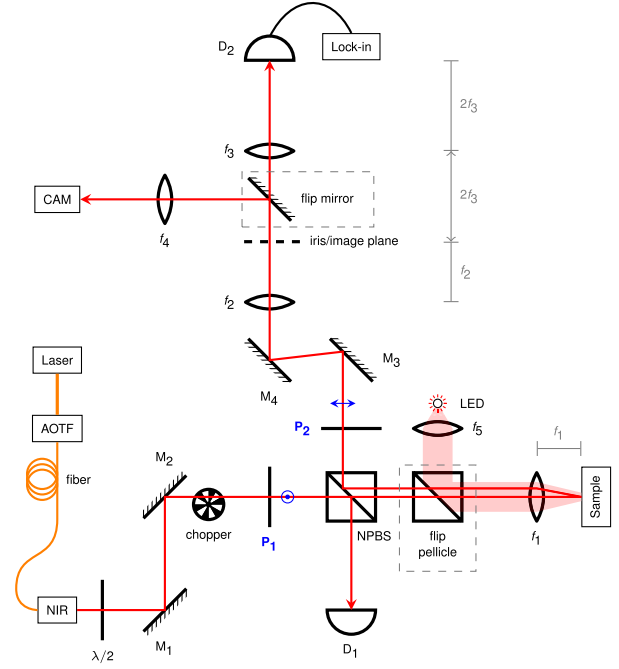 D₂
Lock-in
2f₃
f₃
CAM
flip mirror
2f₃
f₄
iris/image plane
f₂
f₂
M₃
Laser
M₄
LED
P₂
f₅
AOTF
f₁
M₂
fiber
Sample
chopper
NPBS
flip
pellicle
f₁
P₁
NIR
D₁
M₁
λ/2